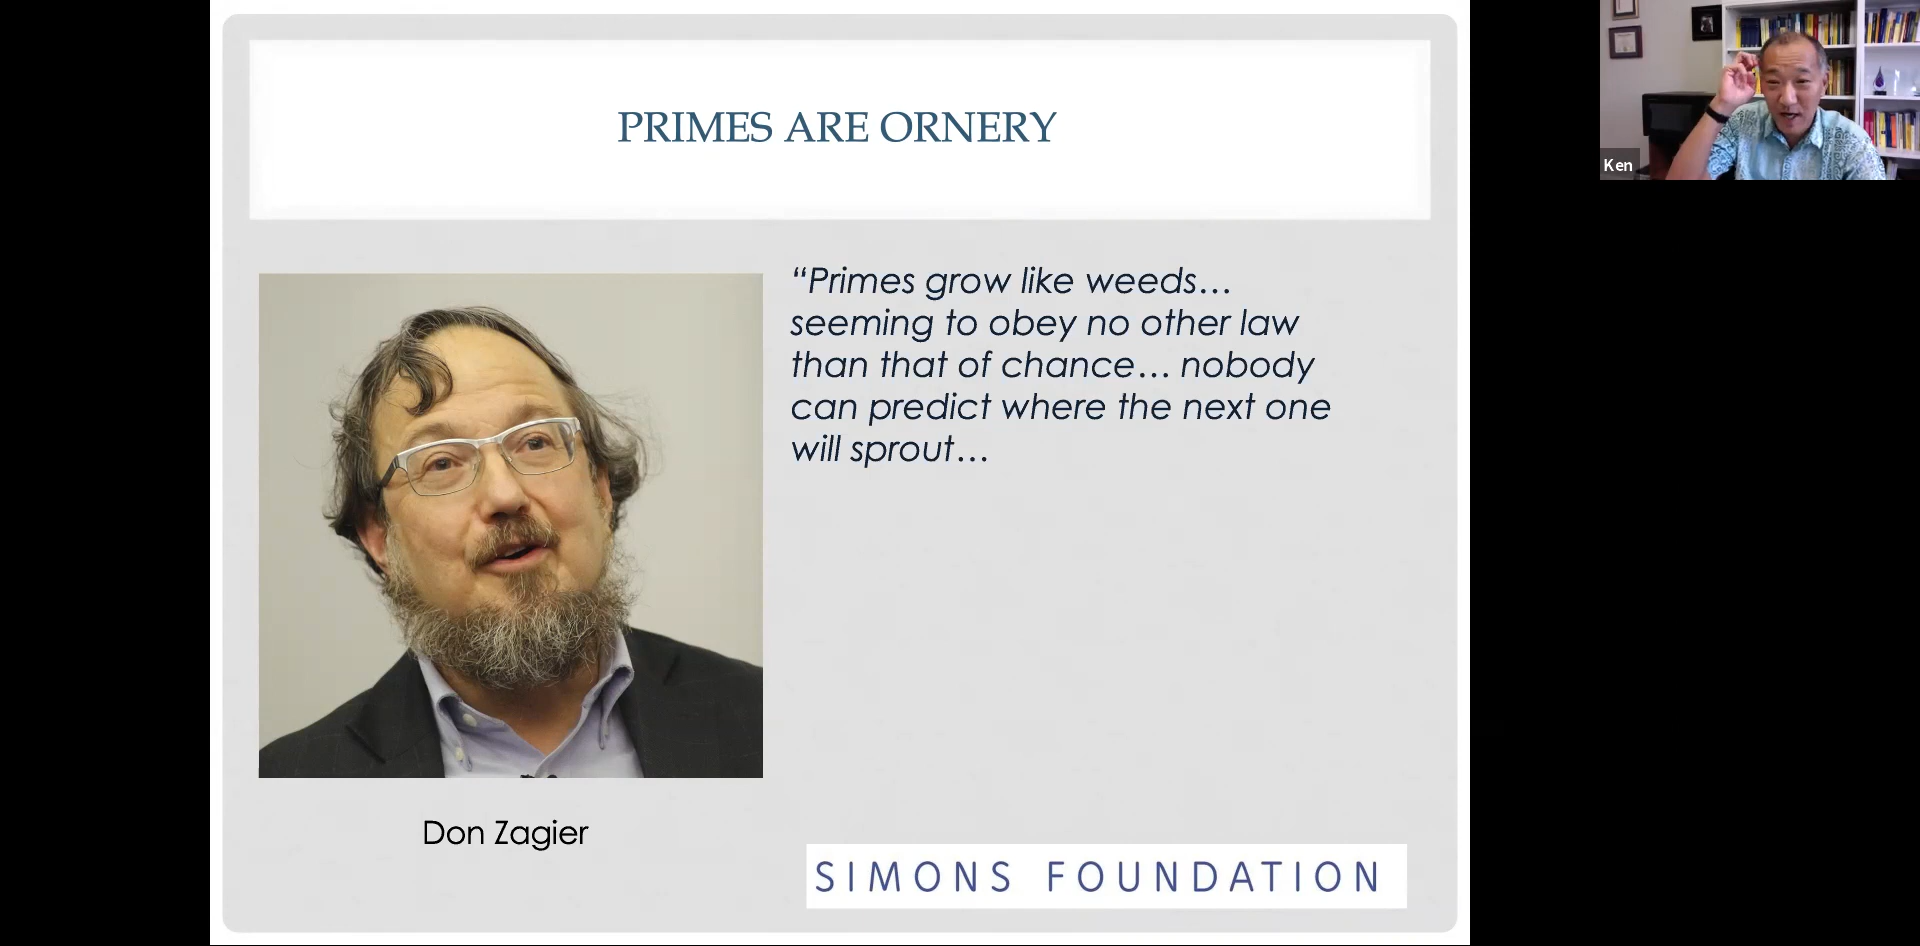 PRIMES ARE ORNERY
“Primes grow like weeds…
seeming to obey no other law
than that of chance… nobody
can predict where the next one
will sprout…
Don Zagier
SIMONS FOUNDATION
Ken